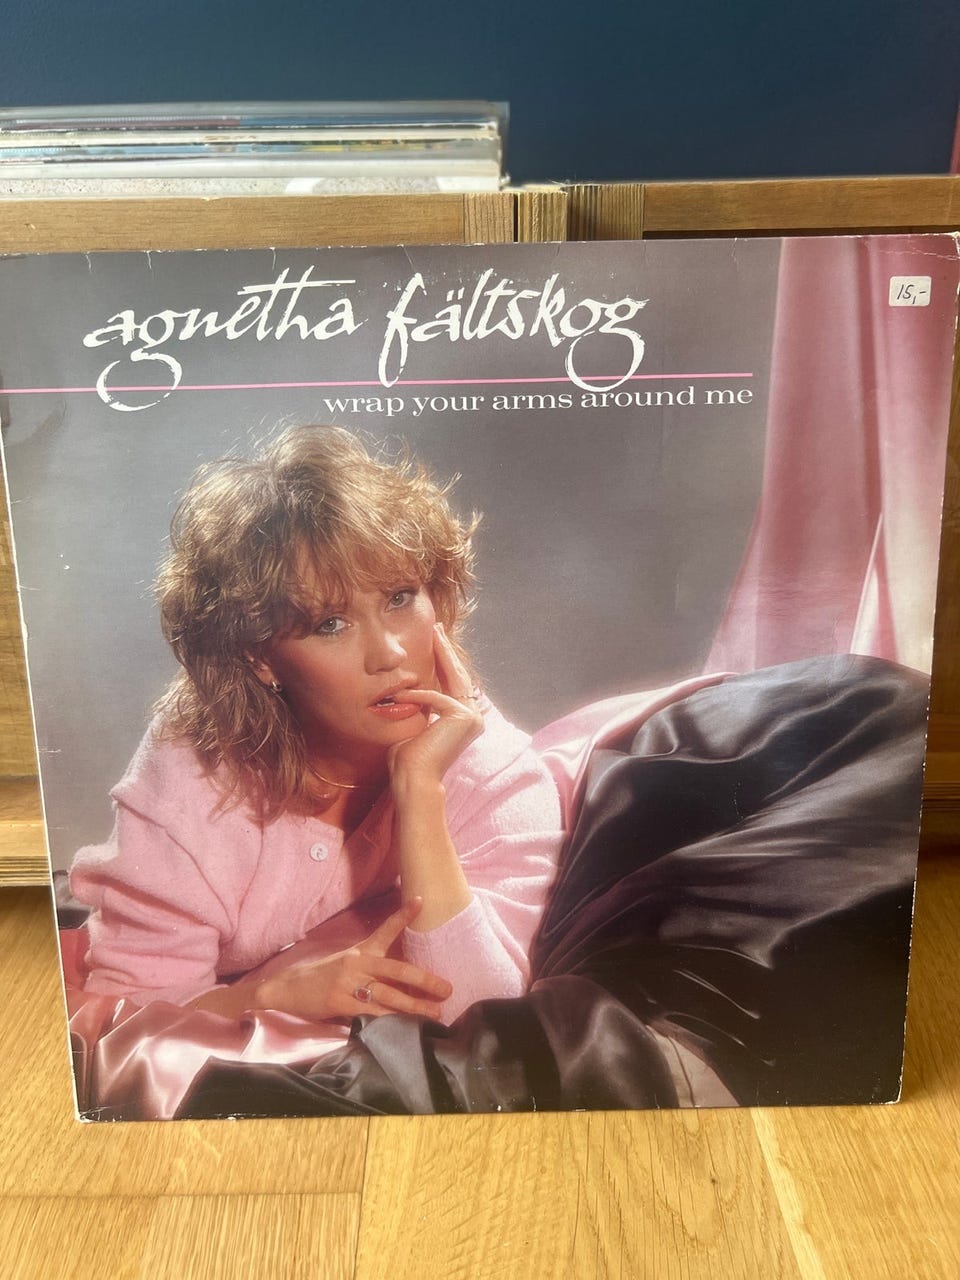 agnetha fältskog
15,-
wrap your arms around me